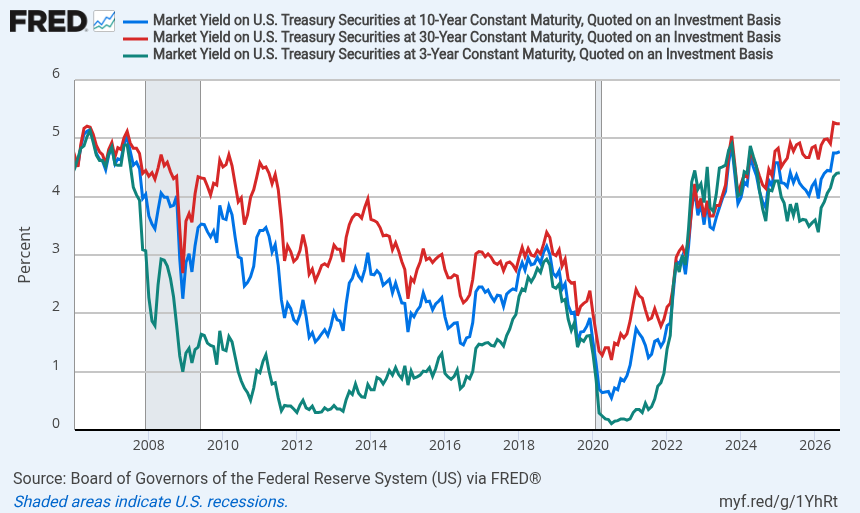 FRED
Market Yield on U.S. Treasury Securities at 10-Year Constant Maturity, Quoted on an Investment Basis
Market Yield on U.S. Treasury Securities at 30-Year Constant Maturity, Quoted on an Investment Basis
Market Yield on U.S. Treasury Securities at 3-Year Constant Maturity, Quoted on an Investment Basis
6
5
4
3
2
1
0
Percent
2008 2010 2012 2014 2016 2018 2020 2022 2024 2026
Source: Board of Governors of the Federal Reserve System (US) via FRED®
Shaded areas indicate U.S. recessions.
myf.red/g/1YhRt